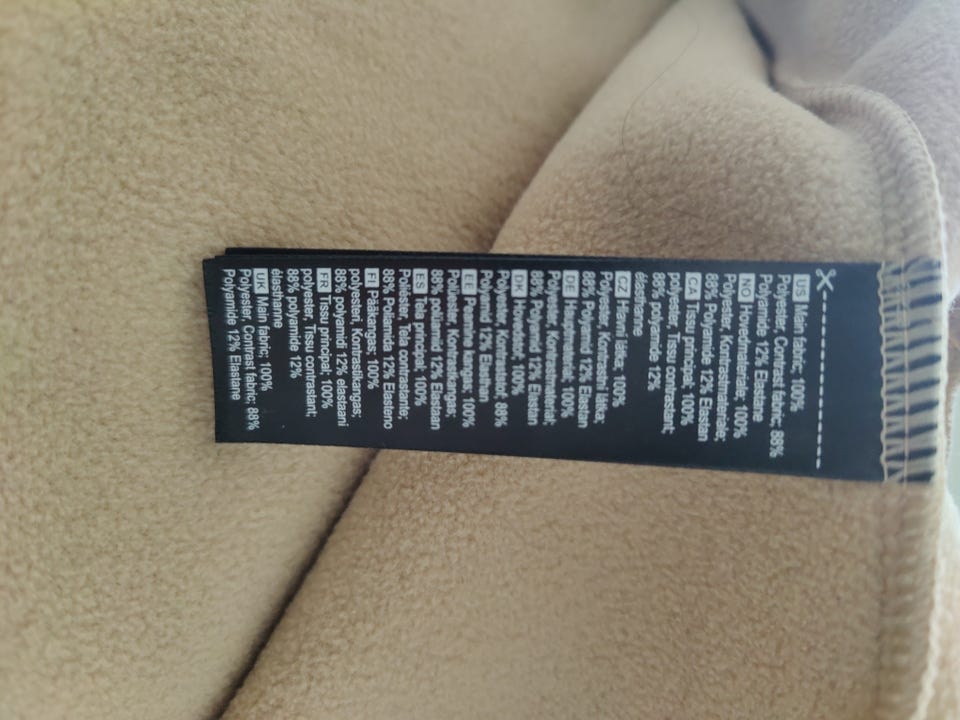 US Main fabric; 100%
Polyester, Contrast fabric; 88%
Polyamide 12% Elastane
NO Hovedmateriale; 100%
Polyester, Kontrastmateriale;
88% Polyamide 12% Elastan
CA Tissu principal; 100%
polyester, Tissu contrastant;
88% polyamide 12%
élasthanne
CZ Hlavní látka; 100%
Polyester, Kontrastní látka;
88% Polyamid 12% Elastan
DE Hauptmaterial; 100%
Polyester, Kontrastmaterial;
88% Polyamid 12% Elastan
DK Hovedstof; 100%
Polyester, Kontraststof; 88%
Polyamid 12% Elasthan
EE Peamine kangas; 100%
Polüester, Kontrastkangas;
88% polüamiid 12% Elastaan
ES Tela principal; 100%
Poliéster, Tela contrastante;
88% Poliamida 12% Elasteno
FI Pääkangas; 100%
polyesteri, Kontrastikangas;
88% polyamidi 12% elastaani
FR Tissu principal; 100%
polyester, Tissu contrastant;
88% polyamide 12%
élasthanne
UK Main fabric; 100%
Polyester, Contrast fabric; 88%
Polyamide 12% Elastane